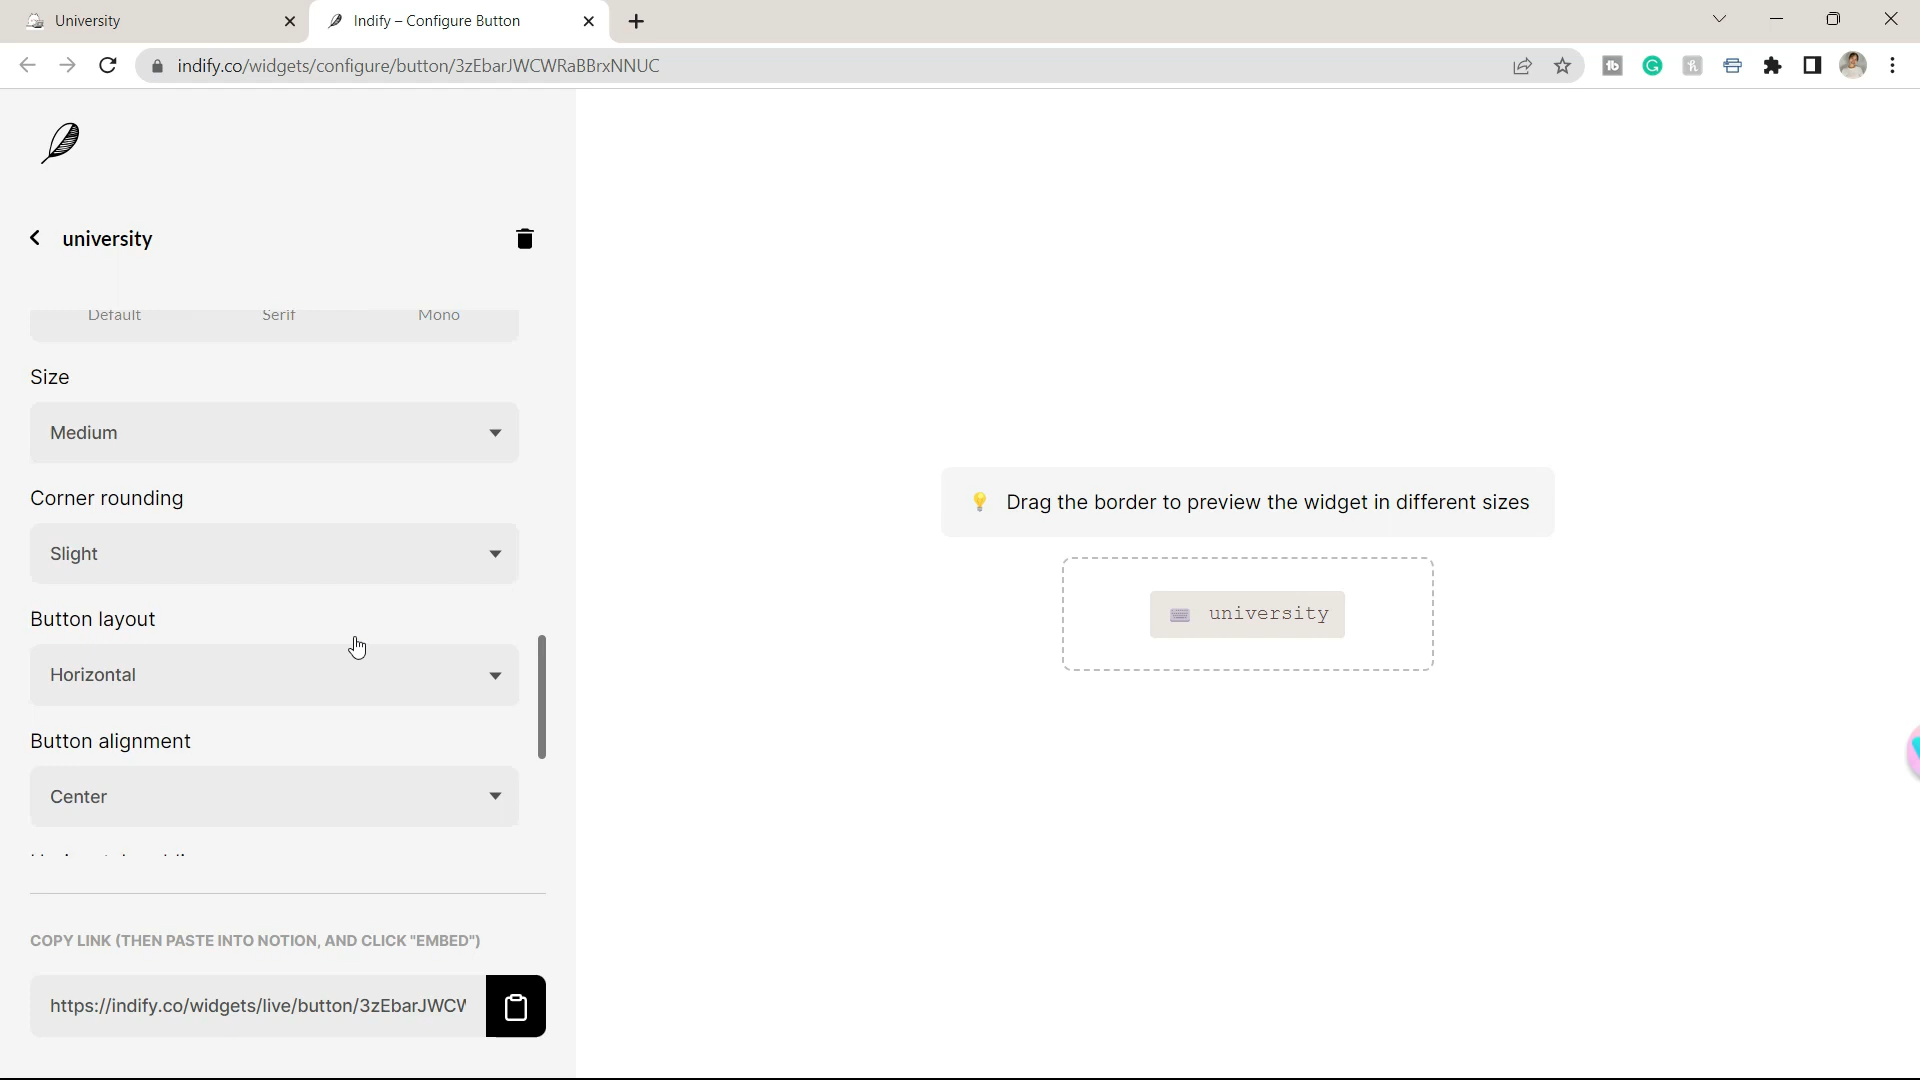 University
Indify – Configure Button
indify.co/widgets/configure/button/3zEbarJWCWRaBBrxNNUC
university
Default Serif Mono
Size
Medium
Corner rounding
Slight
Button layout
Horizontal
Button alignment
Center
COPY LINK (THEN PASTE INTO NOTION, AND CLICK "EMBED")
https://indify.co/widgets/live/button/3zEbarJWCW
Drag the border to preview the widget in different sizes
university